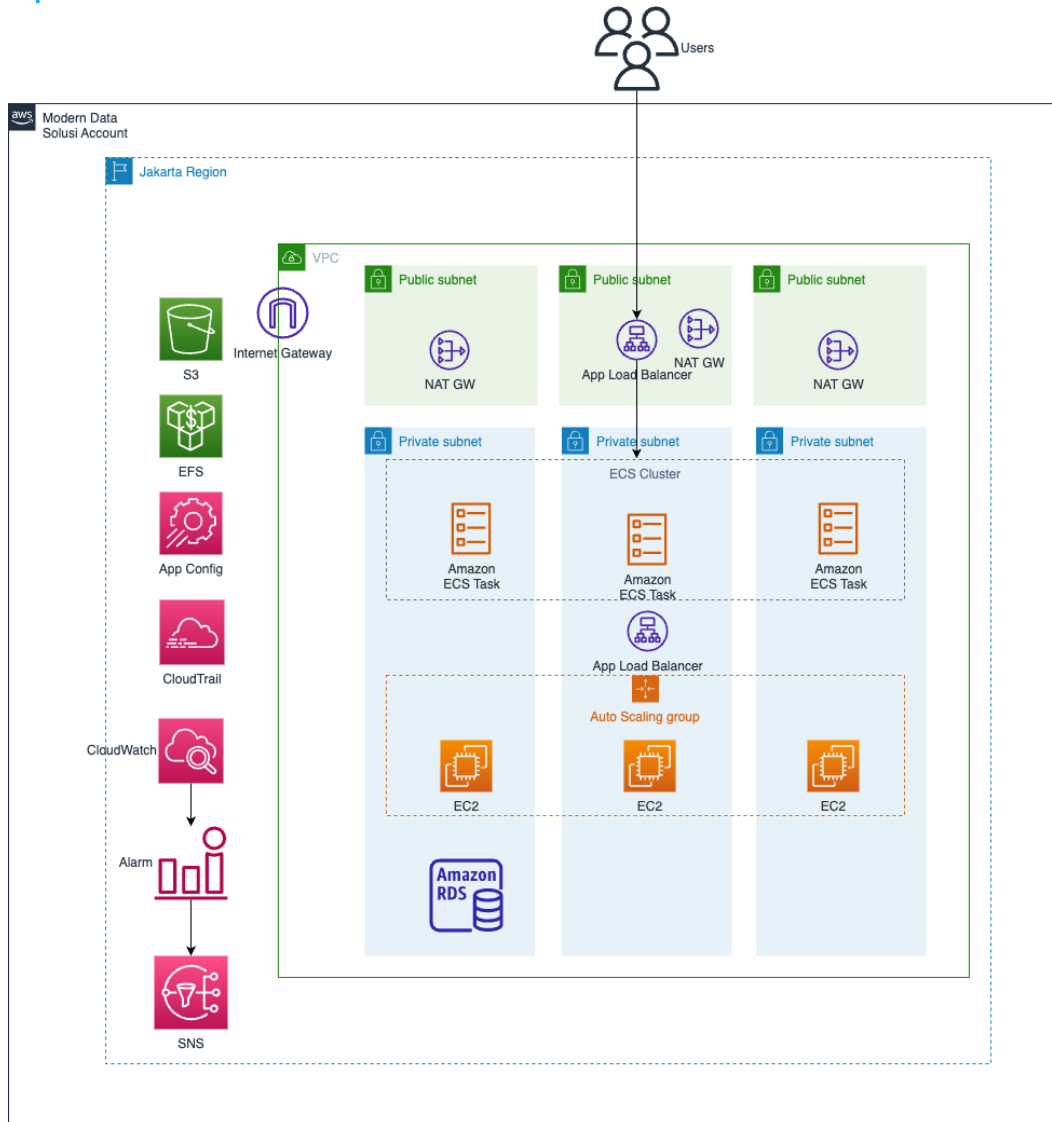 Users
aws
Modern Data
Solusi Account
Jakarta Region
VPC
Public subnet
Public subnet
Public subnet
S3
Internet Gateway
NAT GW
App Load Balancer
NAT GW
NAT GW
EFS
Private subnet
Private subnet
Private subnet
ECS Cluster
App Config
Amazon
ECS Task
Amazon
ECS Task
Amazon
ECS Task
CloudTrail
App Load Balancer
Auto Scaling group
CloudWatch
EC2
EC2
EC2
Alarm
Amazon
RDS
SNS